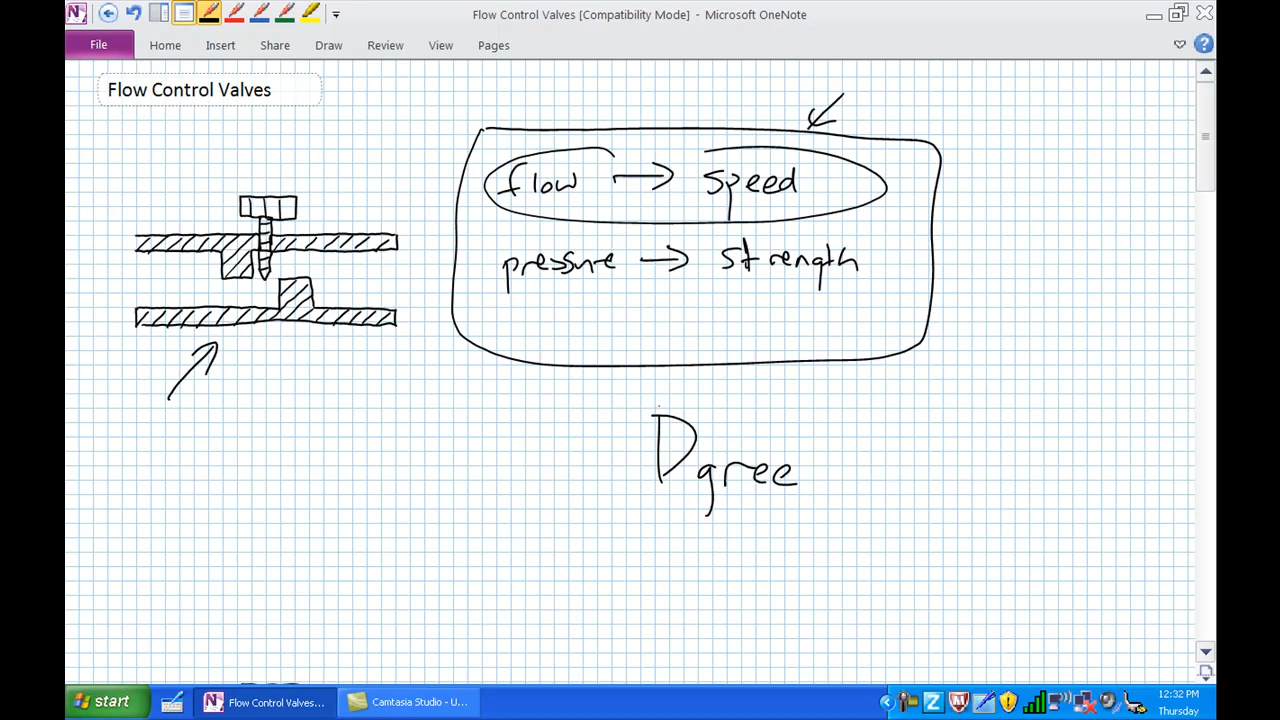 Flow Control Valves [Compatibility Mode] - Microsoft OneNote
File Home Insert Share Draw Review View Pages
Flow Control Valves
flow → speed
pressure → strength
Dgree
start Flow Control Valves... Camtasia Studio - U... 12:32 PM
Thursday